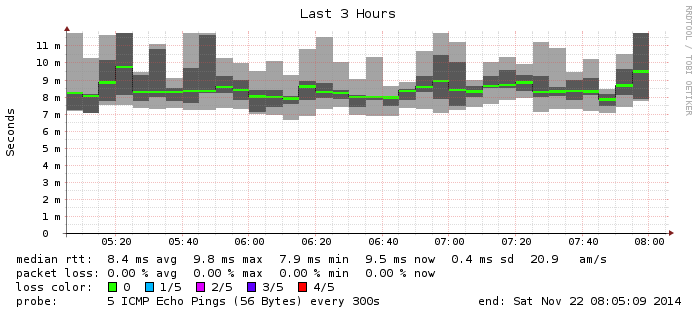 Last 3 Hours
RRDTOOL / TOBI OETIKER
Seconds
11 m
10 m
9 m
8 m
7 m
6 m
5 m
4 m
3 m
2 m
1 m
0
05:20 05:40 06:00 06:20 06:40 07:00 07:20 07:40 08:00
median rtt: 8.4 ms avg 9.8 ms max 7.9 ms min 9.5 ms now 0.4 ms sd 20.9 am/s
packet loss: 0.00 % avg 0.00 % max 0.00 % min 0.00 % now
loss color: 0 1/5 2/5 3/5 4/5
probe: 5 ICMP Echo Pings (56 Bytes) every 300s end: Sat Nov 22 08:05:09 2014